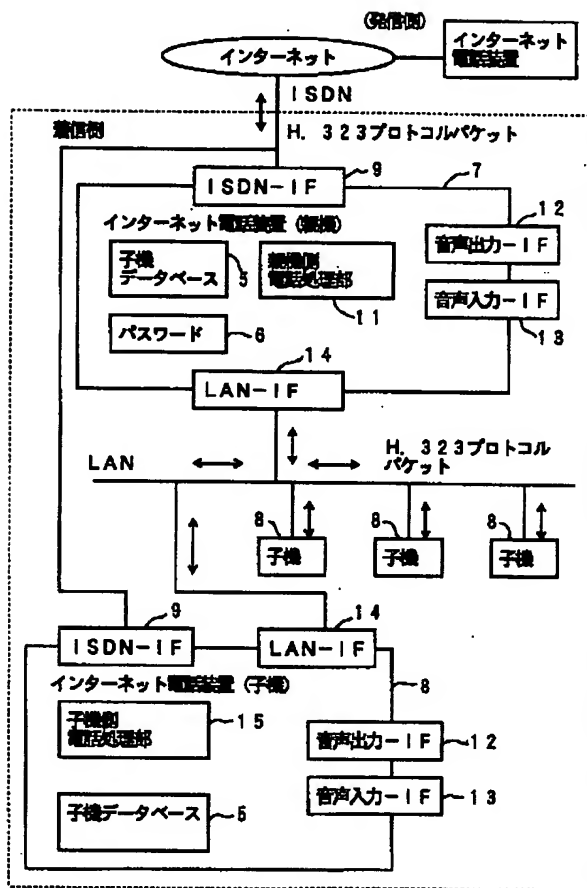 (発信側)
インターネット
インターネット
電話装置
ISDN
着信側
H. 323プロトコルパケット
ISDN-IF
9
7
インターネット電話装置(親機)
12
子機
データベース
5
親機側
電話処理部
11
音声出力-IF
音声入力-IF
13
パスワード
6
14
LAN-IF
LAN
H. 323プロトコル
パケット
8
子機
8
子機
8
子機
9
ISDN-IF
14
LAN-IF
8
インターネット電話装置(子機)
子機側
電話処理部
15
音声出力-IF
12
音声入力-IF
13
子機データベース
5